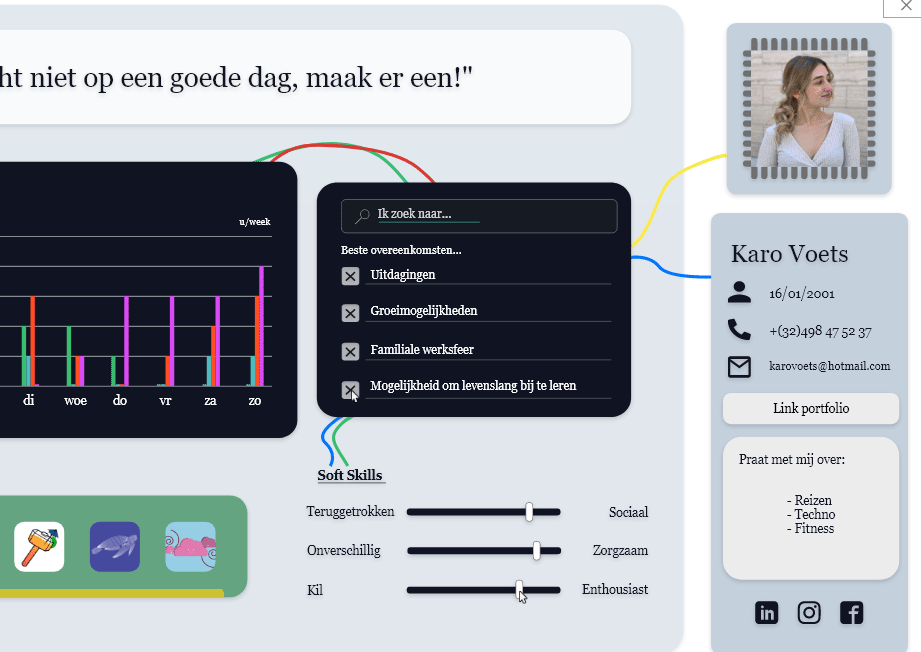 ht niet op een goede dag, maak er een!"
u/week
di woe do vr za zo
Ik zoek naar...
Beste overeenkomsten...
Uitdagingen
Groeimogelijkheden
Familiale werksfeer
Mogelijkheid om levenslang bij te leren
Soft Skills
Teruggetrokken Sociaal
Onverschillig Zorgzaam
Kil Enthousiast
Karo Voets
16/01/2001
+(32)498 47 52 37
karovoets@hotmail.com
Link portfolio
Praat met mij over:
- Reizen
- Techno
- Fitness